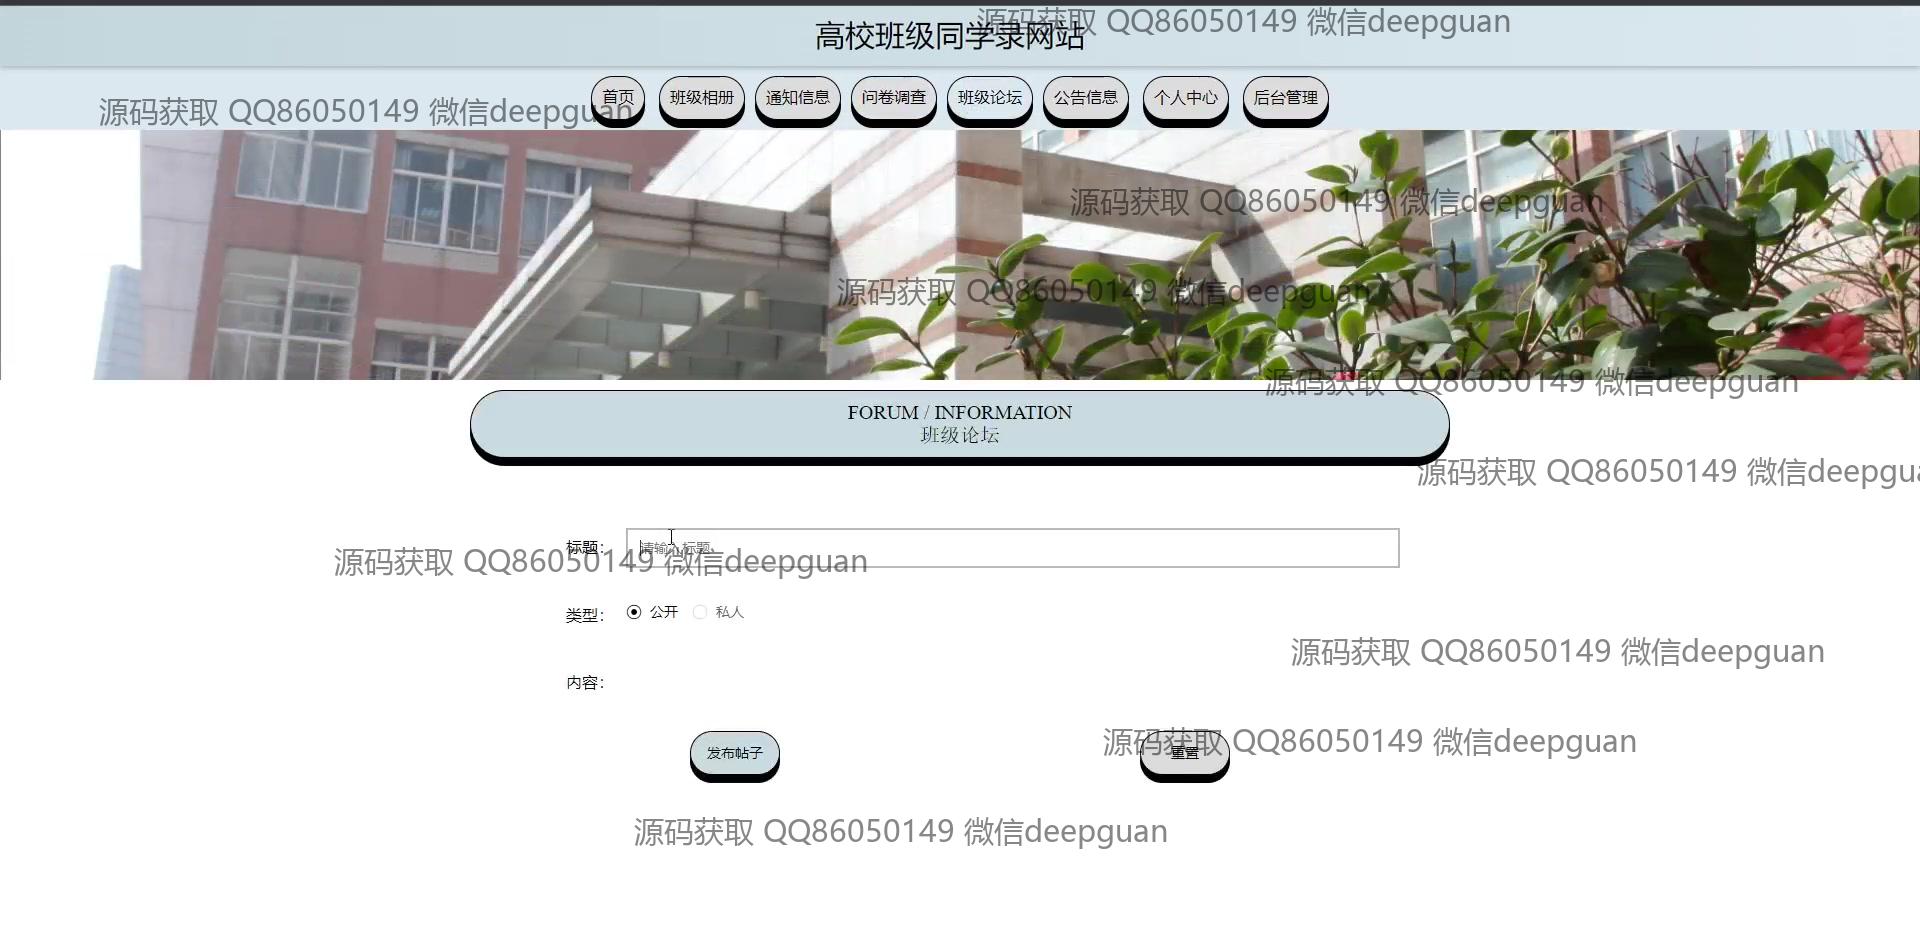 源码获取 QQ86050149 微信deepguan
高校班级同学录网站
首页 班级相册 通知信息 问卷调查 班级论坛 公告信息 个人中心 后台管理
源码获取 QQ86050149 微信deepguan
源码获取 QQ86050149 微信deepguan
源码获取 QQ86050149 微信deepguan
源码获取 QQ86050149 微信deepguan
FORUM / INFORMATION
班级论坛
源码获取 QQ86050149 微信deepgua
标题： 请输入标题
源码获取 QQ86050149 微信deepguan
类型： 公开 私人
源码获取 QQ86050149 微信deepguan
内容：
源码获取 QQ86050149 微信deepguan
发布帖子 重置
源码获取 QQ86050149 微信deepguan